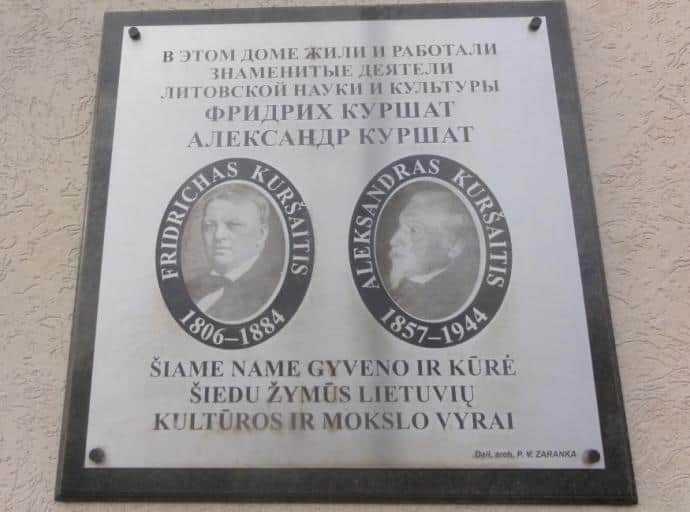 В ЭТОМ ДОМЕ ЖИЛИ И РАБОТАЛИ
ЗНАМЕНИТЫЕ ДЕЯТЕЛИ
ЛИТОВСКОЙ НАУКИ И КУЛЬТУРЫ
ФРИДРИХ КУРШАТ
АЛЕКСАНДР КУРШАТ
FRIDRICHAS KURŠAITIS
1806–1884
ALEKSANDRAS KURŠAITIS
1857–1944
ŠIAME NAME GYVENO IR KŪRĖ
ŠIEDU ŽYMŪS LIETUVIŲ
KULTŪROS IR MOKSLO VYRAI
Dail. arch. P. V. ZARANKA